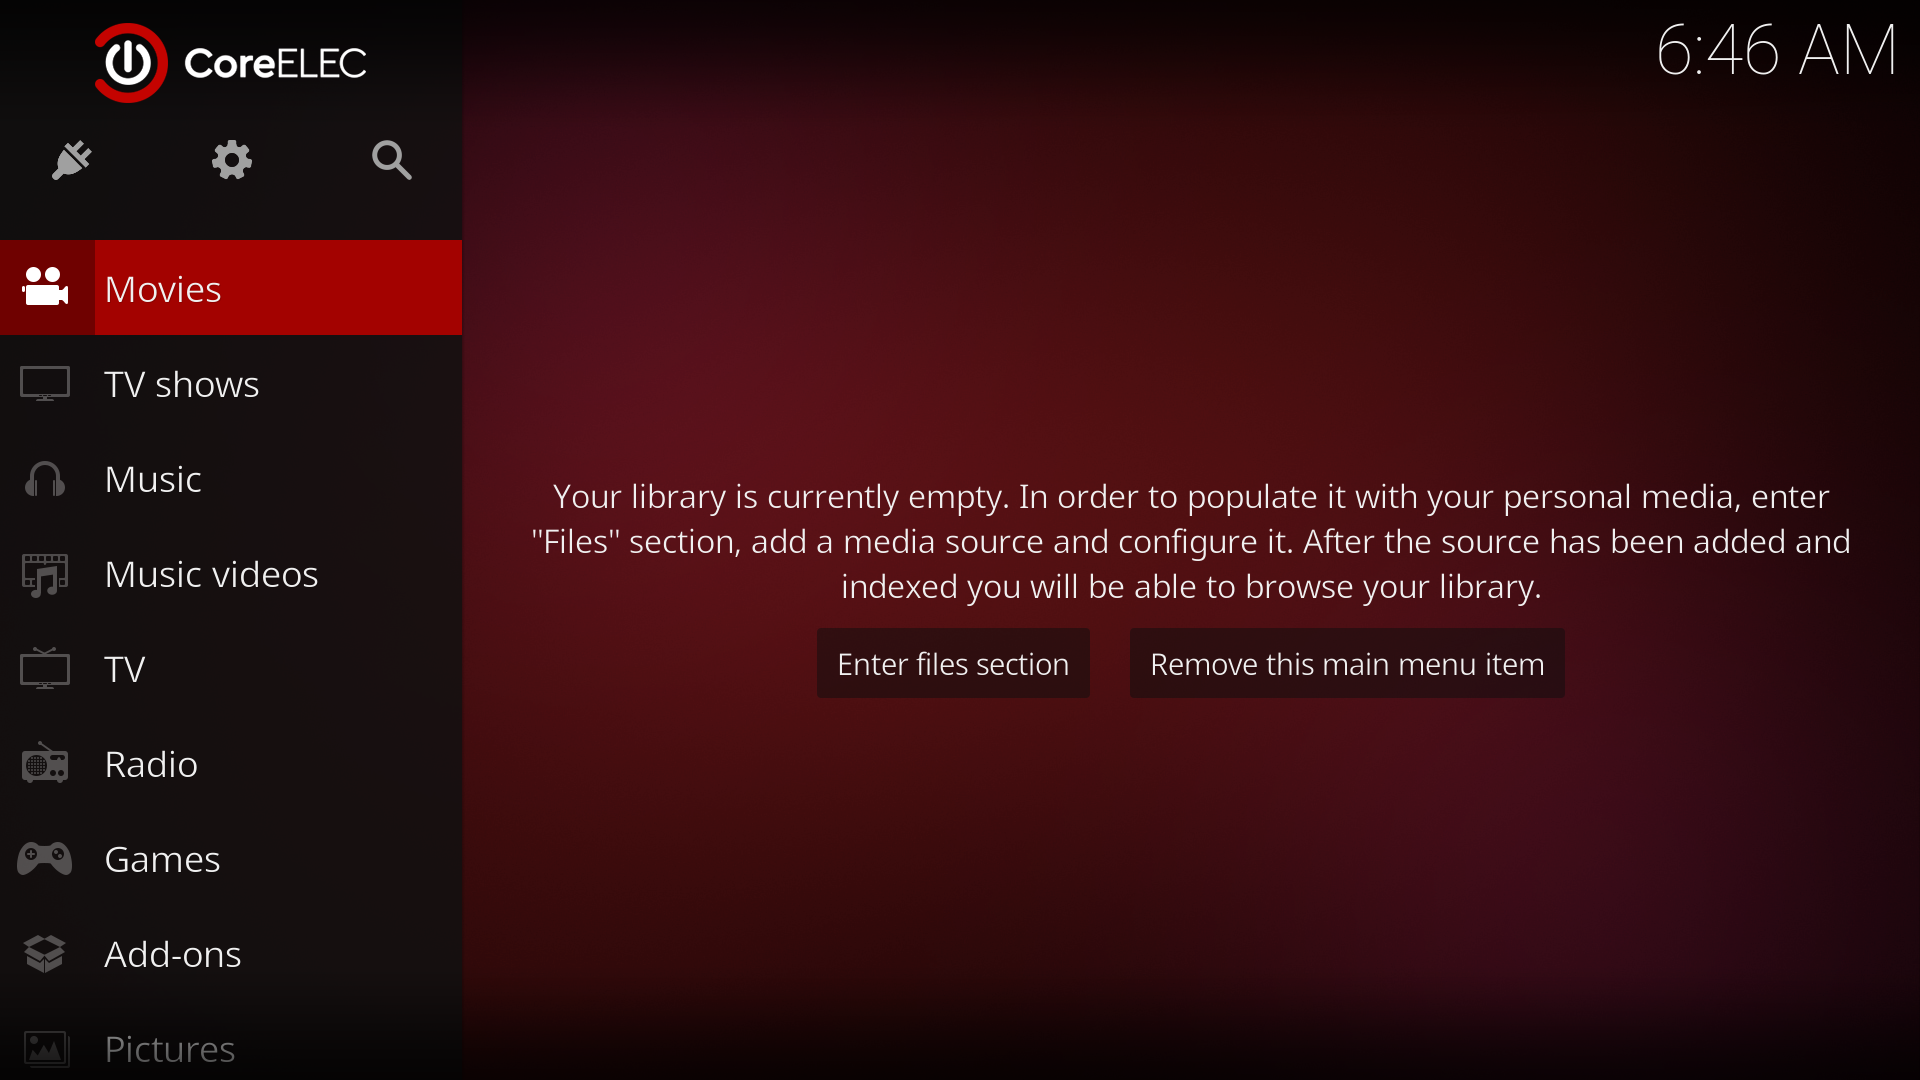 CoreELEC
6:46 AM
Movies
TV shows
Music
Music videos
TV
Radio
Games
Add-ons
Pictures
Your library is currently empty. In order to populate it with your personal media, enter
"Files" section, add a media source and configure it. After the source has been added and
indexed you will be able to browse your library.
Enter files section
Remove this main menu item